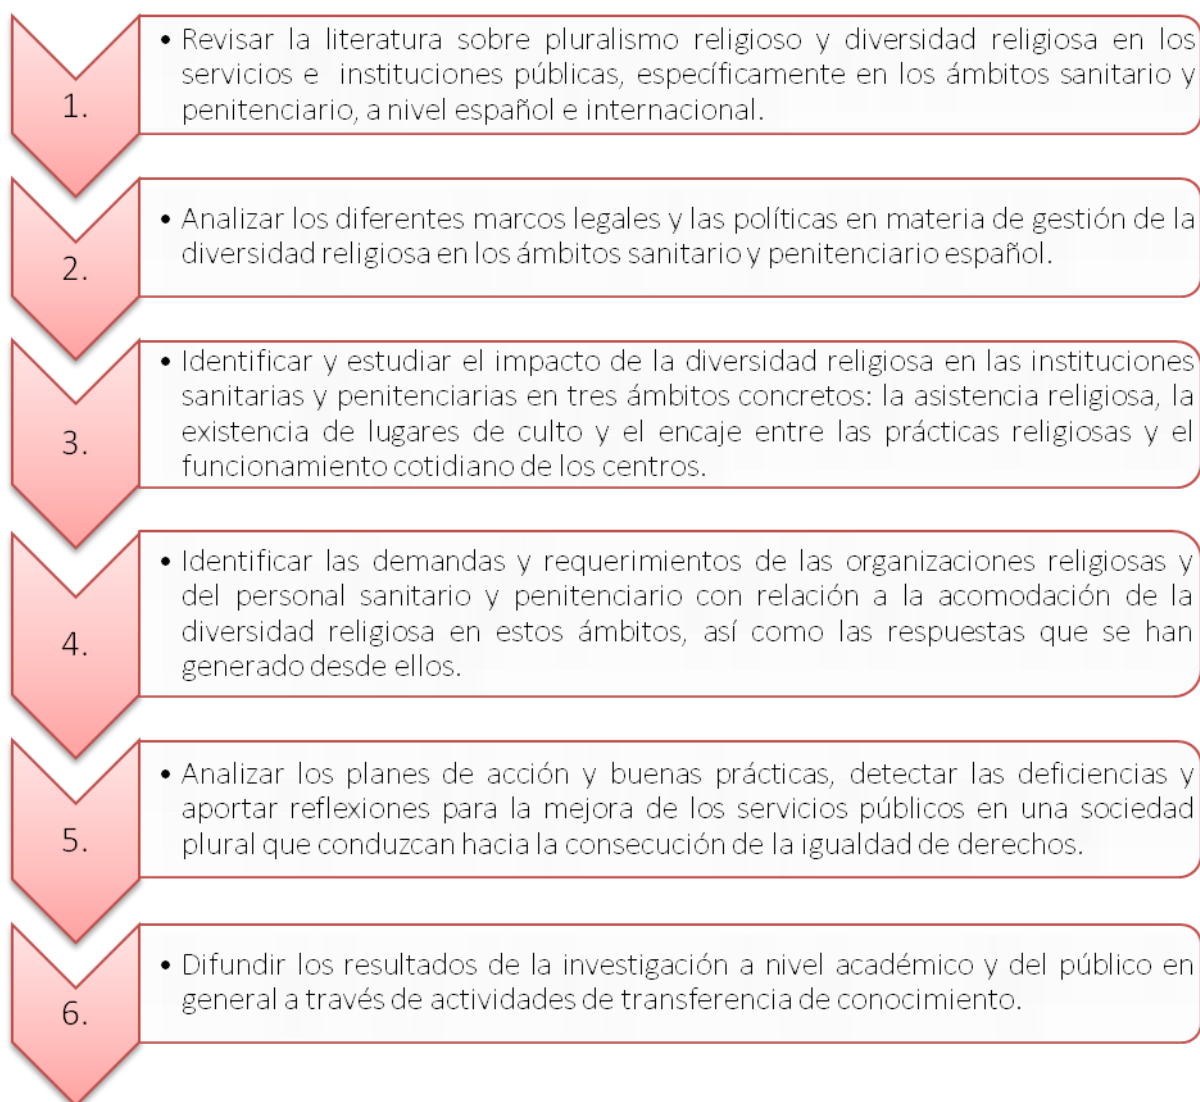 1.
• Revisar la literatura sobre pluralismo religioso y diversidad religiosa en los
servicios e instituciones públicas, específicamente en los ámbitos sanitario y
penitenciario, a nivel español e internacional.
2.
• Analizar los diferentes marcos legales y las políticas en materia de gestión de la
diversidad religiosa en los ámbitos sanitario y penitenciario español.
3.
• Identificar y estudiar el impacto de la diversidad religiosa en las instituciones
sanitarias y penitenciarias en tres ámbitos concretos: la asistencia religiosa, la
existencia de lugares de culto y el encaje entre las prácticas religiosas y el
funcionamiento cotidiano de los centros.
4.
• Identificar las demandas y requerimientos de las organizaciones religiosas y
del personal sanitario y penitenciario con relación a la acomodación de la
diversidad religiosa en estos ámbitos, así como las respuestas que se han
generado desde ellos.
5.
• Analizar los planes de acción y buenas prácticas, detectar las deficiencias y
aportar reflexiones para la mejora de los servicios públicos en una sociedad
plural que conduzcan hacia la consecución de la igualdad de derechos.
6.
• Difundir los resultados de la investigación a nivel académico y del público en
general a través de actividades de transferencia de conocimiento.